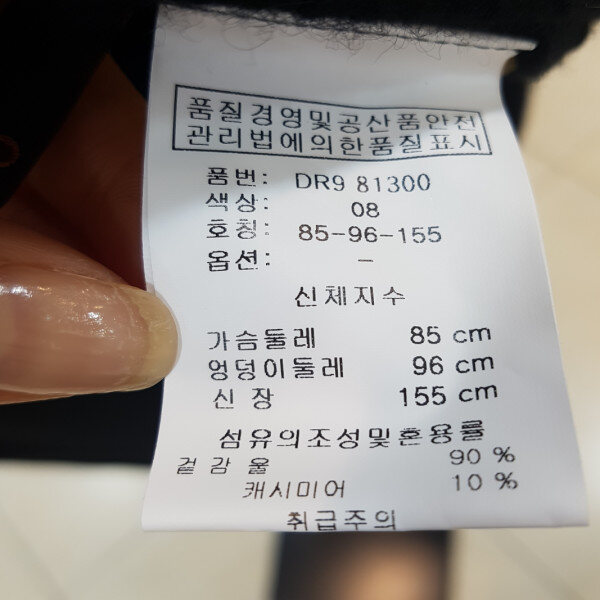 품질경영및공산품안전
관리법에의한품질표시
품번: DR9 81300
색상: 08
호칭: 85-96-155
옵션: -
신체지수
가슴둘레 85 cm
엉덩이둘레 96 cm
신 장 155 cm
섬유의조성및혼용률
겉감울 90 %
캐시미어 10 %
취급주의